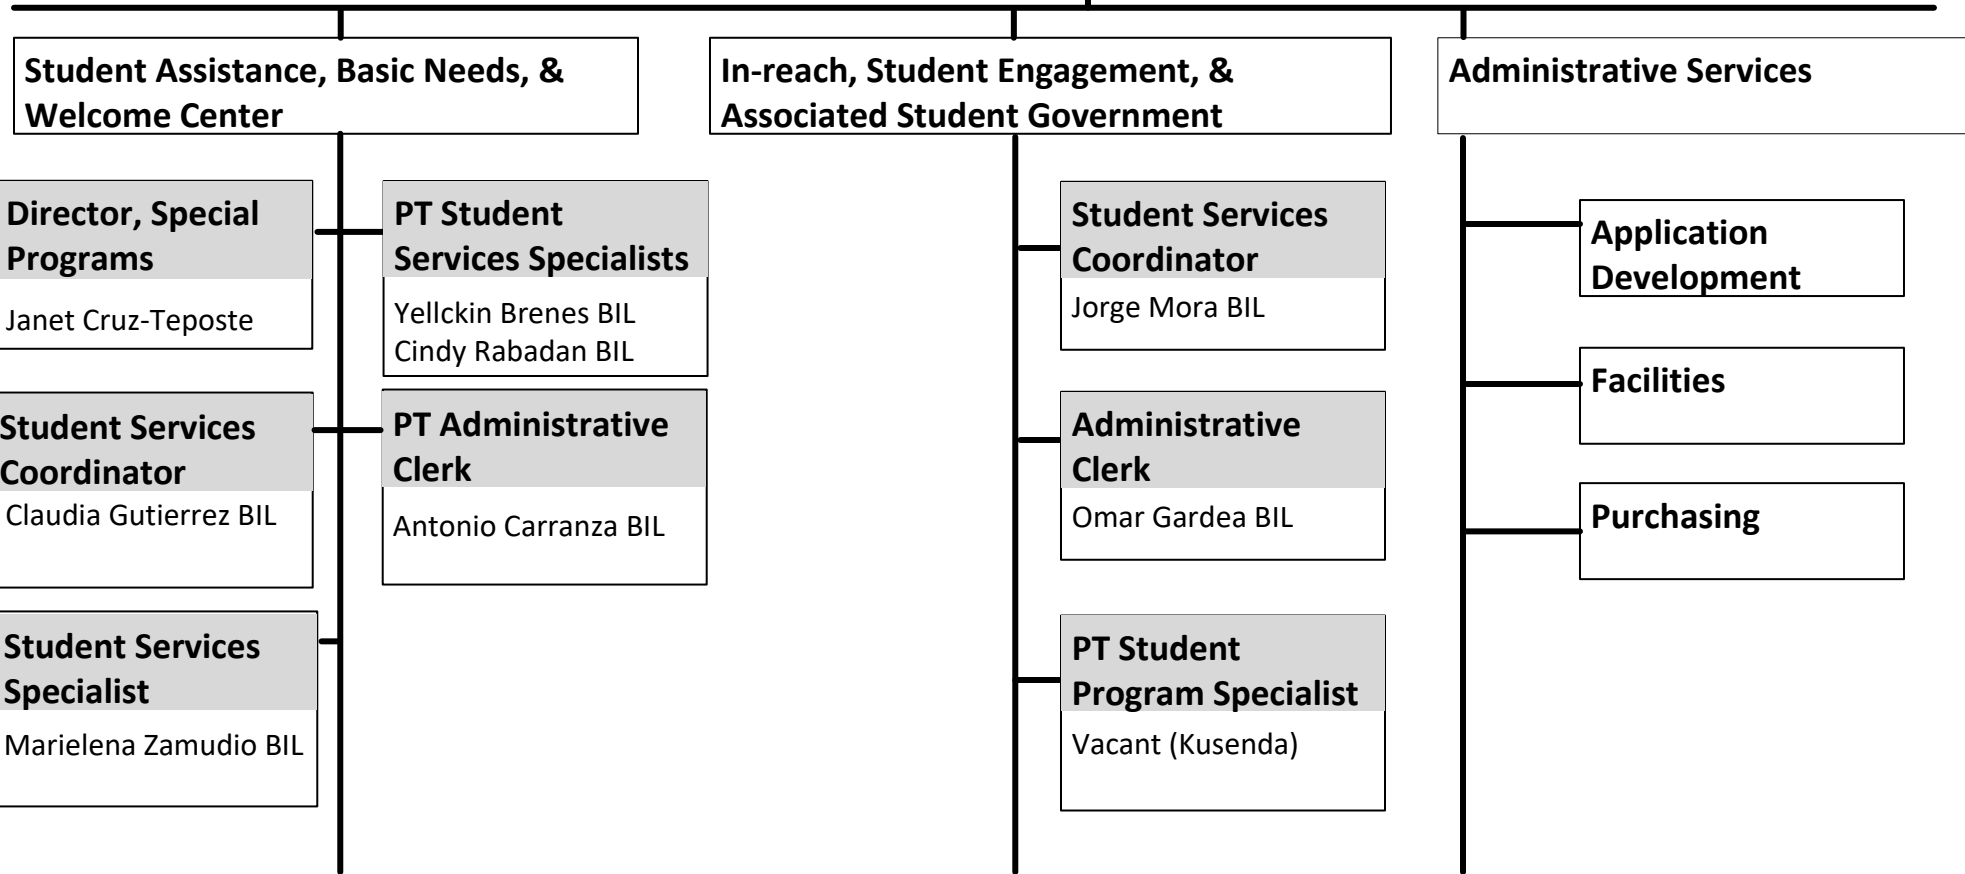 Student Assistance, Basic Needs, &
Welcome Center
Director, Special
Programs
Janet Cruz-Teposte
Student Services
Coordinator
Claudia Gutierrez BIL
Student Services
Specialist
Marielena Zamudio BIL
PT Student
Services Specialists
Yellckin Brenes BIL
Cindy Rabadan BIL
PT Administrative
Clerk
Antonio Carranza BIL
In-reach, Student Engagement, &
Associated Student Government
Student Services
Coordinator
Jorge Mora BIL
Administrative
Clerk
Omar Gardea BIL
PT Student
Program Specialist
Vacant (Kusenda)
Administrative Services
Application
Development
Facilities
Purchasing